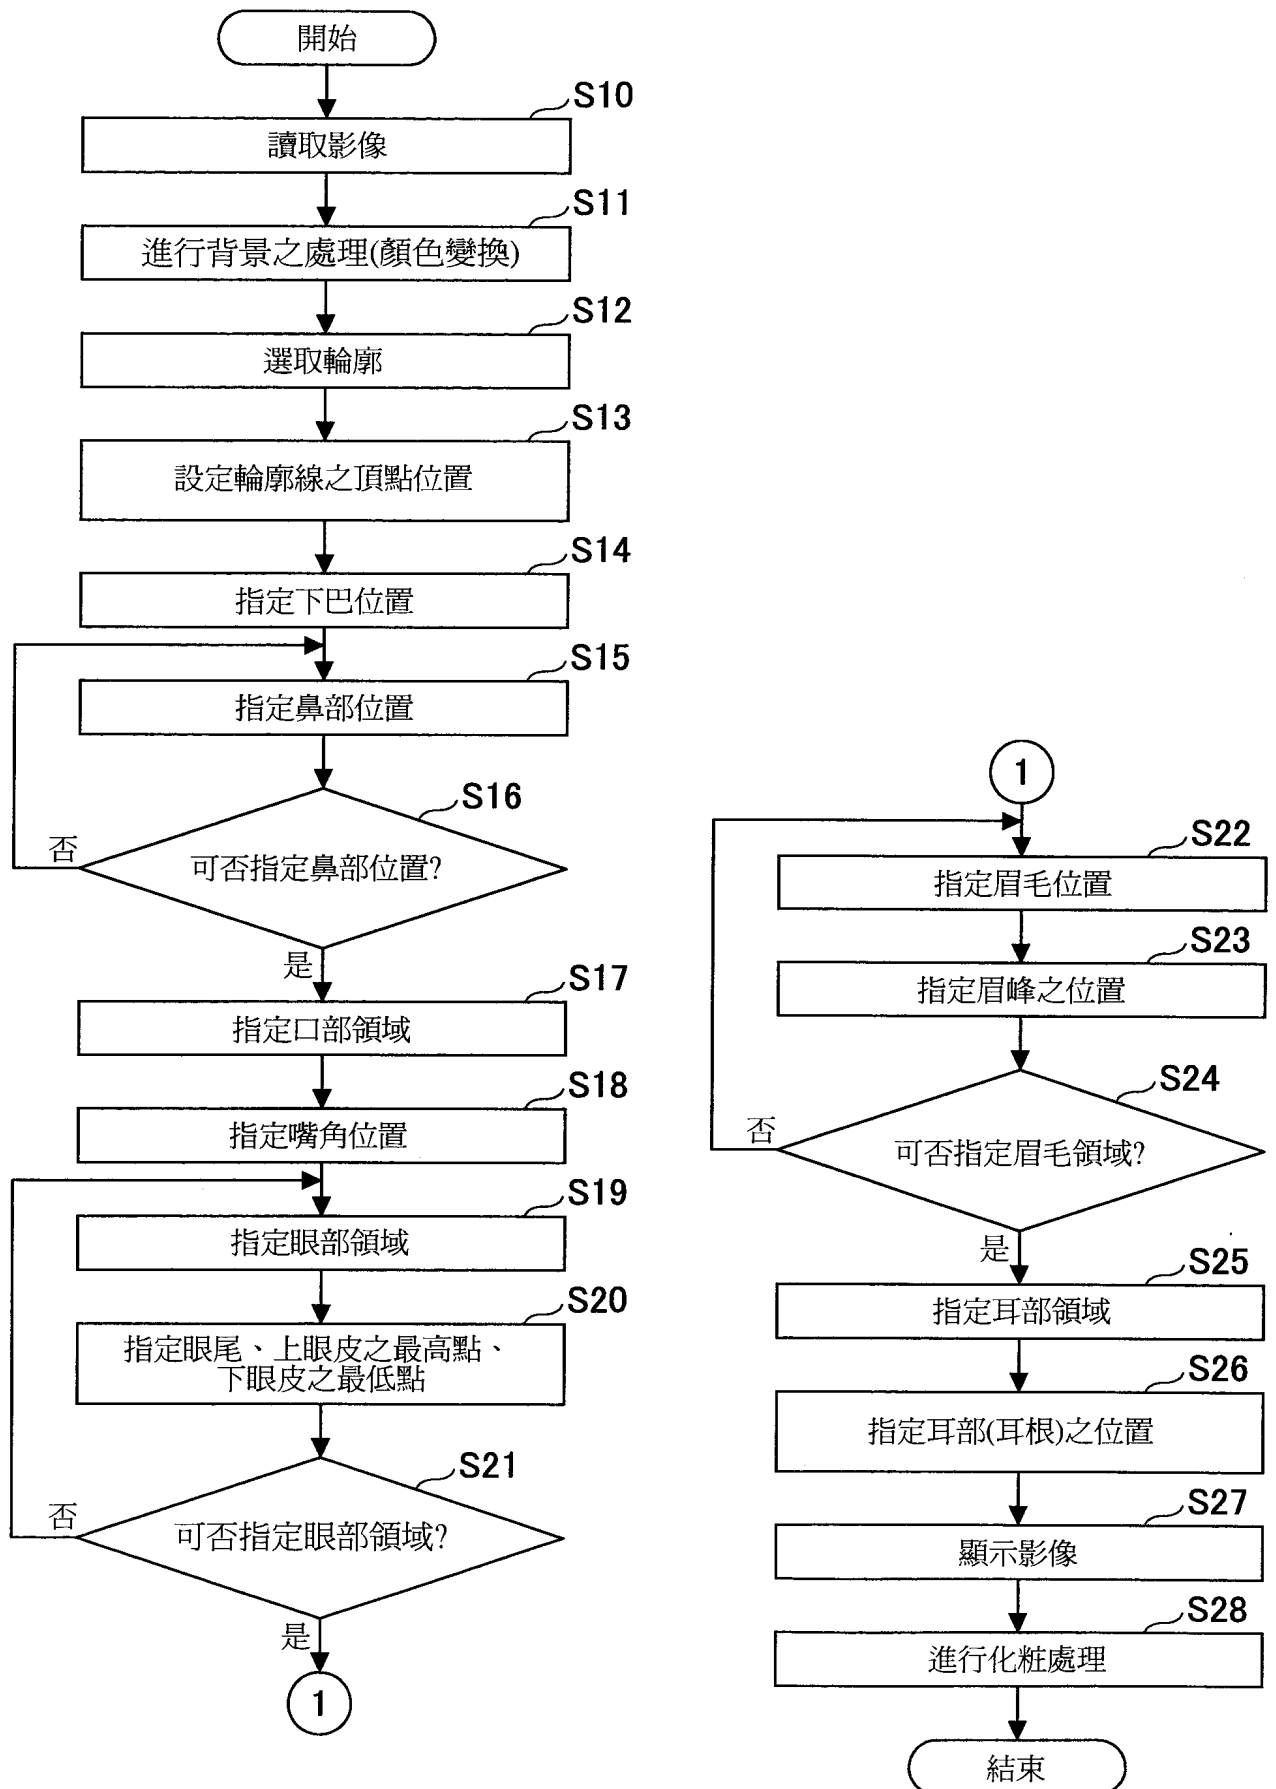 開始
S10
讀取影像
S11
進行背景之處理(顏色變換)
S12
選取輪廓
S13
設定輪廓線之頂點位置
S14
指定下巴位置
S15
指定鼻部位置
S16
否
可否指定鼻部位置?
是
S17
指定口部領域
S18
指定嘴角位置
S19
指定眼部領域
S20
指定眼尾、上眼皮之最高點、
下眼皮之最低點
S21
否
可否指定眼部領域?
是
1
1
S22
指定眉毛位置
S23
指定眉峰之位置
S24
否
可否指定眉毛領域?
是
S25
指定耳部領域
S26
指定耳部(耳根)之位置
S27
顯示影像
S28
進行化粧處理
結束